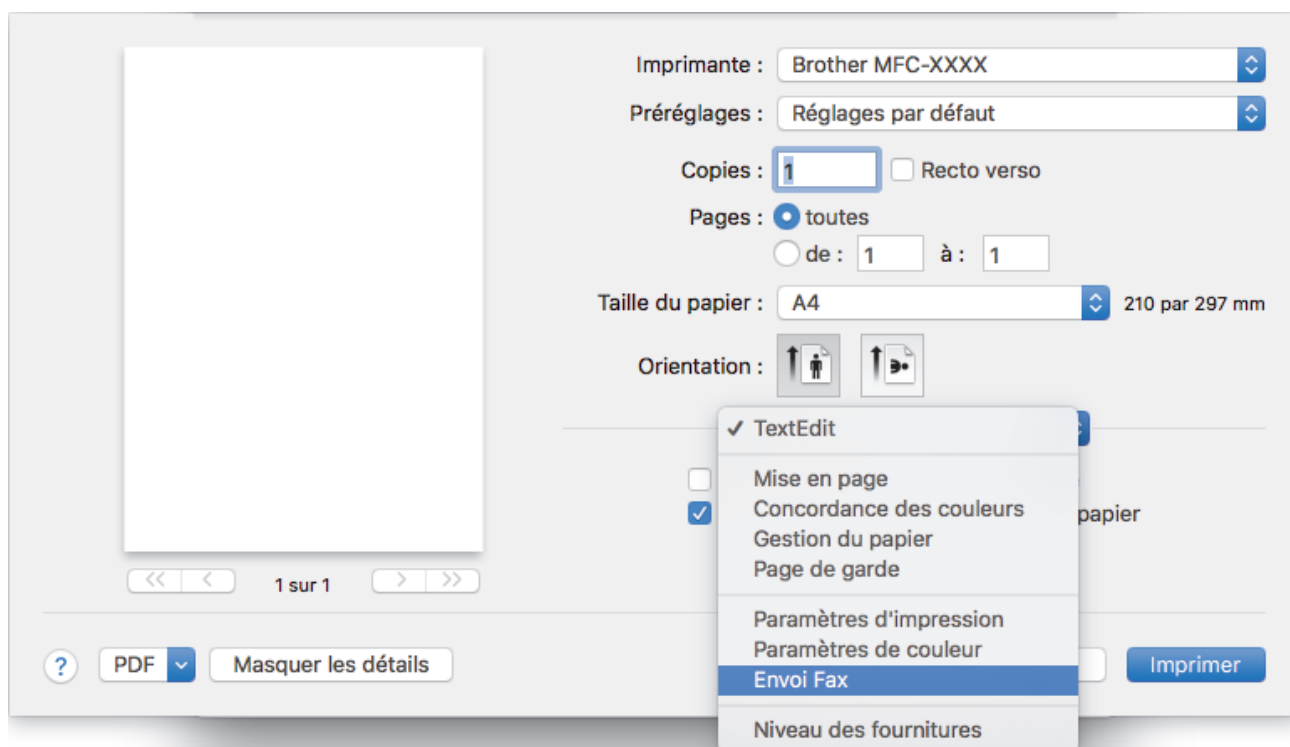 Imprimante : Brother MFC-XXXX
Préréglages : Réglages par défaut
Copies : 1 Recto verso
Pages : toutes
de : 1 à : 1
Taille du papier : A4 210 par 297 mm
Orientation :
✓ TextEdit
Mise en page
Concordance des couleurs
Gestion du papier
papier
Page de garde
1 sur 1
Paramètres d'impression
Paramètres de couleur
Envoi Fax
Niveau des fournitures
? PDF Masquer les détails Imprimer